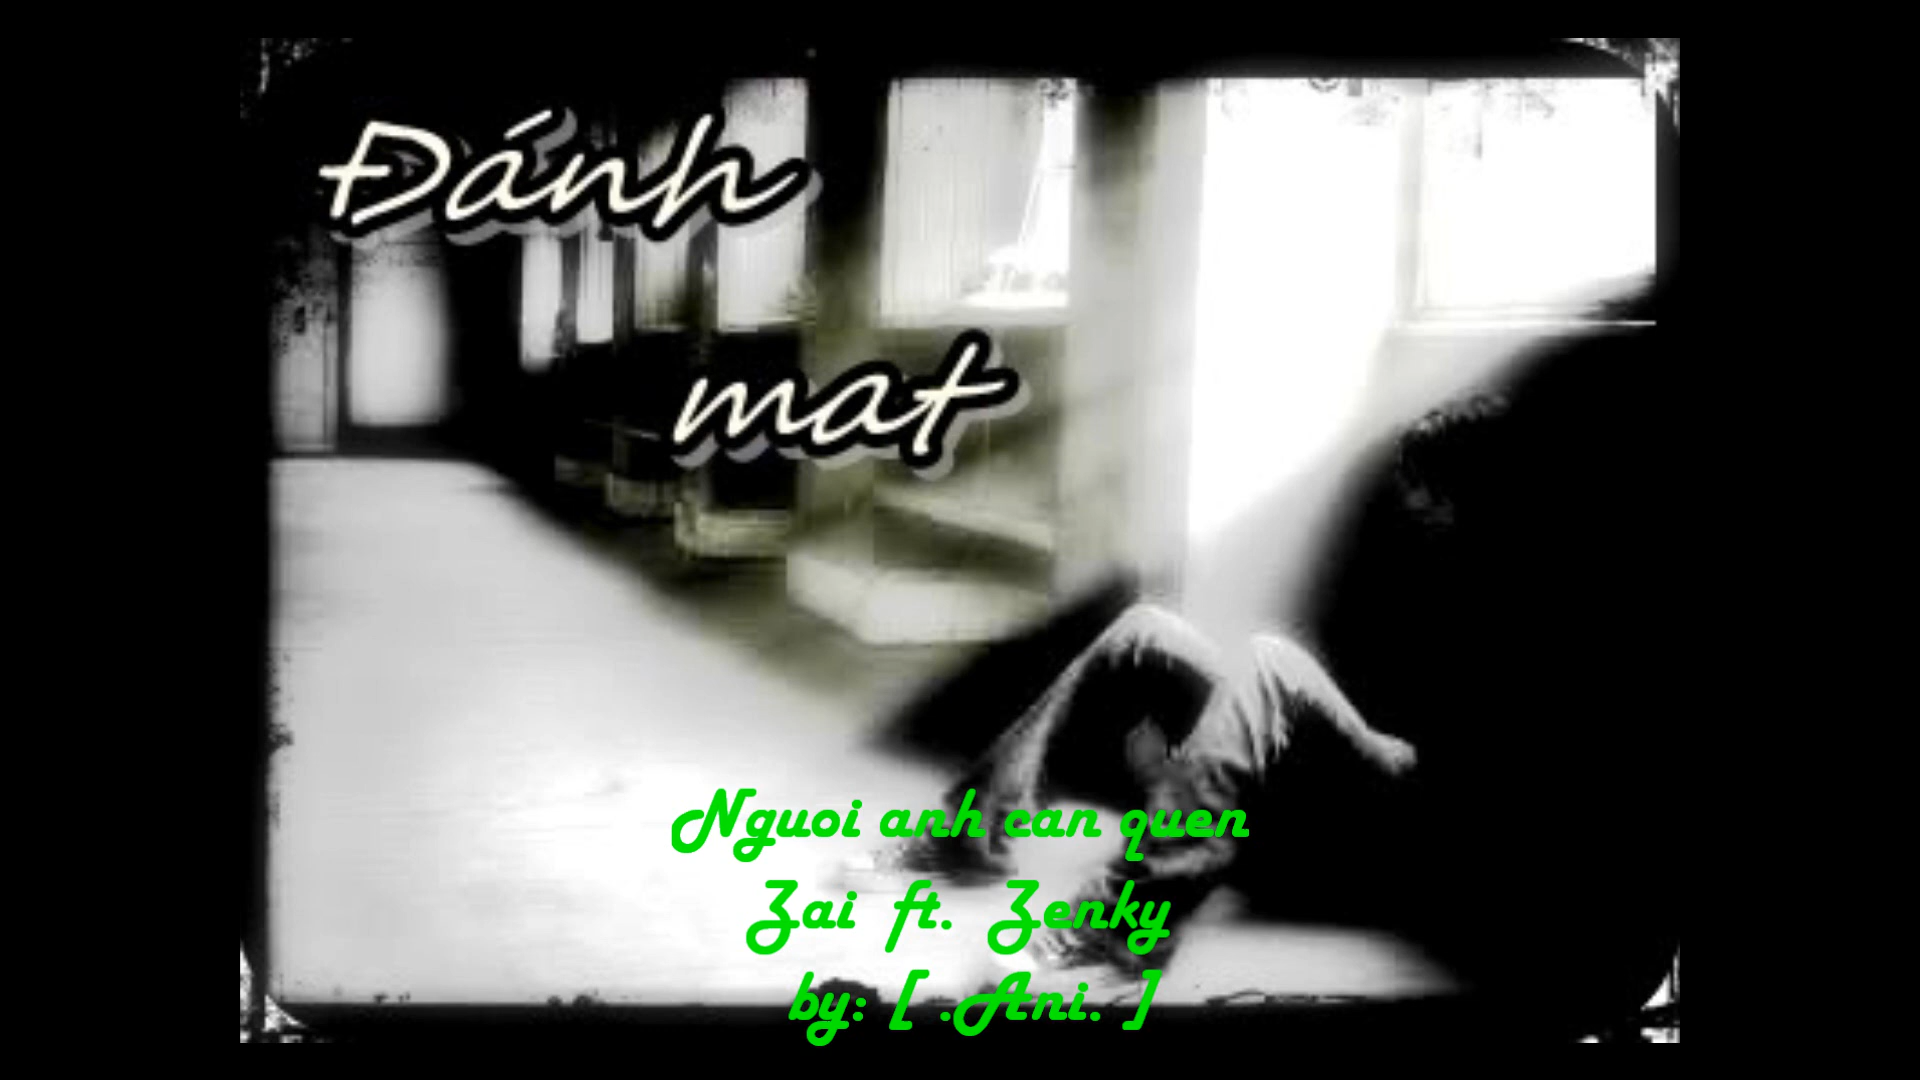 Đánh
mat
Nguoi anh can quen
Zai ft. Zenky
by: [ .Ani. ]